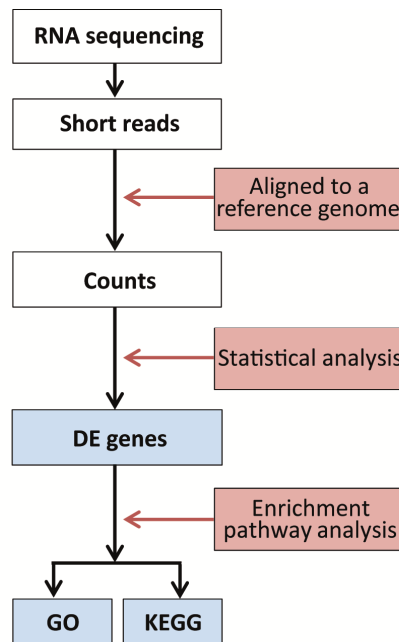 RNA sequencing
Short reads
Aligned to a
reference genome
Counts
Statistical analysis
DE genes
Enrichment
pathway analysis
GO
KEGG